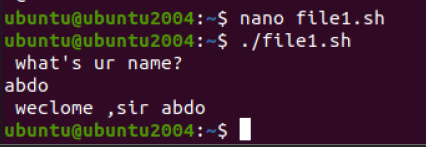 ubuntu@ubuntu2004:~$ nano file1.sh
ubuntu@ubuntu2004:~$ ./file1.sh
what's ur name?
abdo
weclome ,sir abdo
ubuntu@ubuntu2004:~$